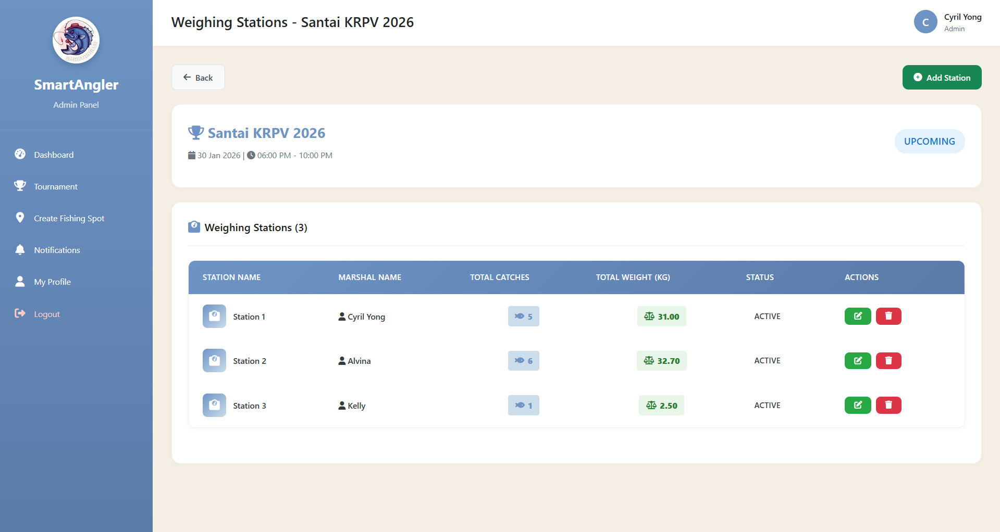 SMARTANGLER
SmartAngler
Admin Panel
Dashboard
Tournament
Create Fishing Spot
Notifications
My Profile
Logout
Weighing Stations - Santai KRPV 2026
C
Cyril Yong
Admin
Back
Add Station
Santai KRPV 2026
30 Jan 2026 | 06:00 PM - 10:00 PM
UPCOMING
Weighing Stations (3)
STATION NAME MARSHAL NAME TOTAL CATCHES TOTAL WEIGHT (KG) STATUS ACTIONS
Station 1 Cyril Yong 5 31.00 ACTIVE
Station 2 Alvina 6 32.70 ACTIVE
Station 3 Kelly 1 2.50 ACTIVE